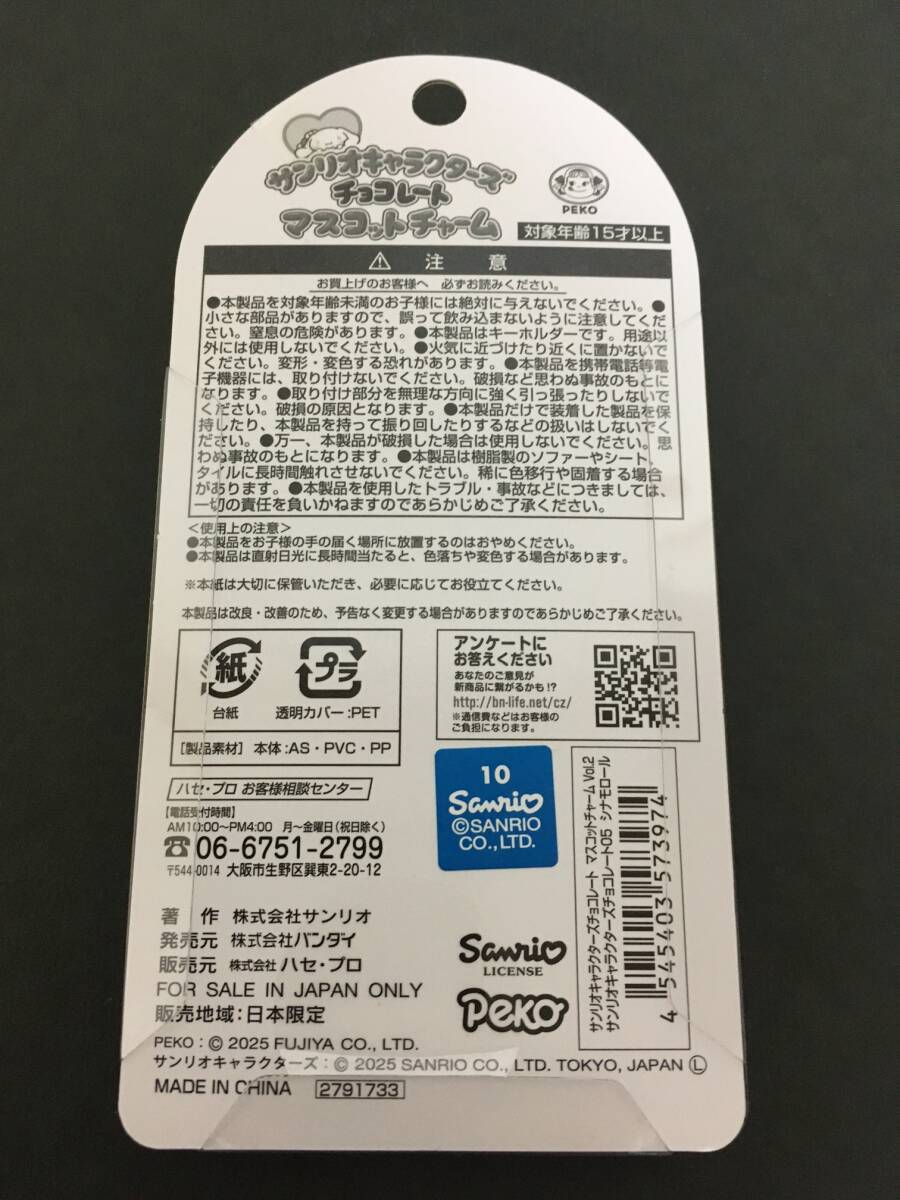 サンリオキャラクターズ
チョコレート
マスコットチャーム
PEKO
対象年齢15才以上
注意
お買上げのお客様へ 必ずお読みください。
●本製品を対象年齢未満のお子様には絶対に与えないでください。●
小さな部品がありますので、誤って飲み込まないように注意してくだ
さい。窒息の危険があります。●本製品はキーホルダーです。用途以
外には使用しないでください。●火気に近づけたり近くに置かないで
ください。変形・変色する恐れがあります。●本製品を携帯電話等電
子機器には、取り付けないでください。破損など思わぬ事故のもとに
なります。●取り付け部分を無理な方向に強く引っ張ったりしないで
ください。破損の原因となります。●本製品だけで装着した製品を保
持したり、本製品を持って振り回したりするなどの扱いはしないでく
ださい。●万一、本製品が破損した場合は使用しないでください。思
わぬ事故のもとになります。●本製品は樹脂製のソファーやシート、
タイルに長時間触れさせないでください。稀に色移行や固着する場合
があります。●本製品を使用したトラブル・事故などにつきましては、
一切の責任を負いかねますのであらかじめご了承ください。
<使用上の注意>
●本製品をお子様の手の届く場所に放置するのはおやめください。
●本製品は直射日光に長時間当たると、色落ちや変色する場合があります。
※本紙は大切に保管いただき、必要に応じてお役立てください。
本製品は改良・改善のため、予告なく変更する場合がありますのであらかじめご了承ください。
紙
台紙
プラ
透明カバー:PET
[製品素材] 本体:AS・PVC・PP
アンケートに
お答えください
あなたのご意見が
新商品に繋がるかも!?
http://bn-life.net/cz/
※通信費などはお客様の
ご負担になります。
ハセ・プロ お客様相談センター
【電話受付時間】
AM10:00〜PM4:00 月〜金曜日(祝日除く)
☎06-6751-2799
〒544-0014 大阪市生野区巽東2-20-12
10
Sanrio
©SANRIO
CO.,LTD.
サンリオキャラクターズチョコレート マスコットチャーム Vol.2
サンリオキャラクターズチョコレート05 シナモロール
4 545403 573974
著 作 株式会社サンリオ
発売元 株式会社バンダイ
販売元 株式会社 ハセ・プロ
FOR SALE IN JAPAN ONLY
販売地域:日本限定
Sanrio
LICENSE
Peko
PEKO:© 2025 FUJIYA CO., LTD.
サンリオキャラクターズ:© 2025 SANRIO CO., LTD. TOKYO, JAPAN Ⓛ
MADE IN CHINA 2791733